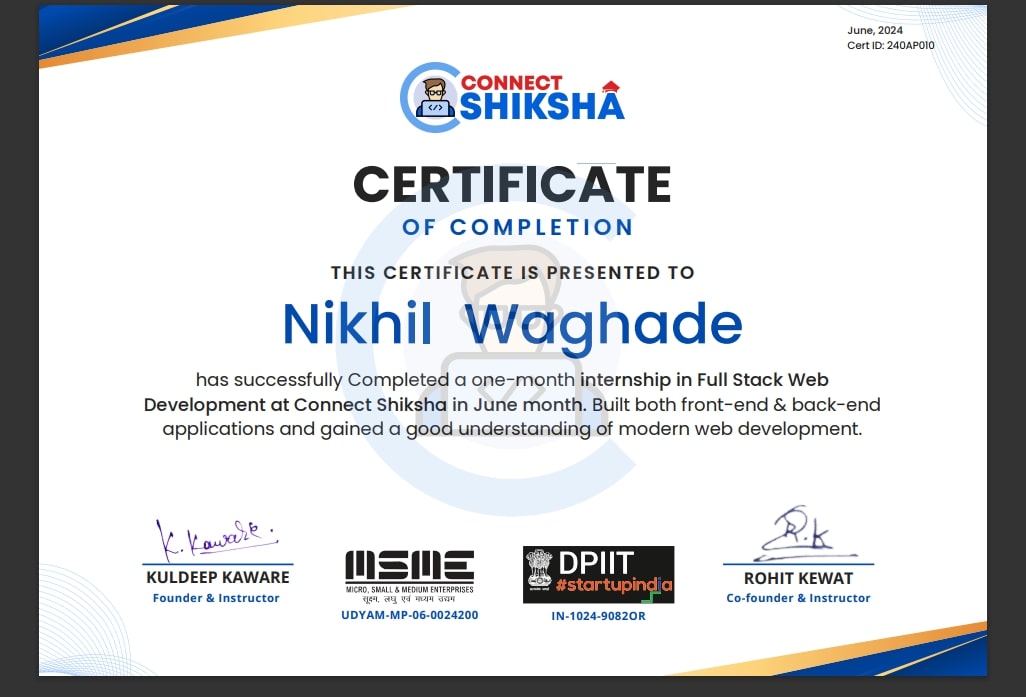 June, 2024
Cert ID: 240AP010
CONNECT
SHIKSHA
CERTIFICATE
OF COMPLETION
THIS CERTIFICATE IS PRESENTED TO
Nikhil Waghade
has successfully Completed a one-month internship in Full Stack Web
Development at Connect Shiksha in June month. Built both front-end & back-end
applications and gained a good understanding of modern web development.
K. Kaware.
KULDEEP KAWARE
Founder & Instructor
MSME
MICRO, SMALL & MEDIUM ENTERPRISES
सूक्ष्म, लघु एवं मध्यम उद्यम
UDYAM-MP-06-0024200
DPIIT
#startupindia
IN-1024-9082OR
R.K
ROHIT KEWAT
Co-founder & Instructor